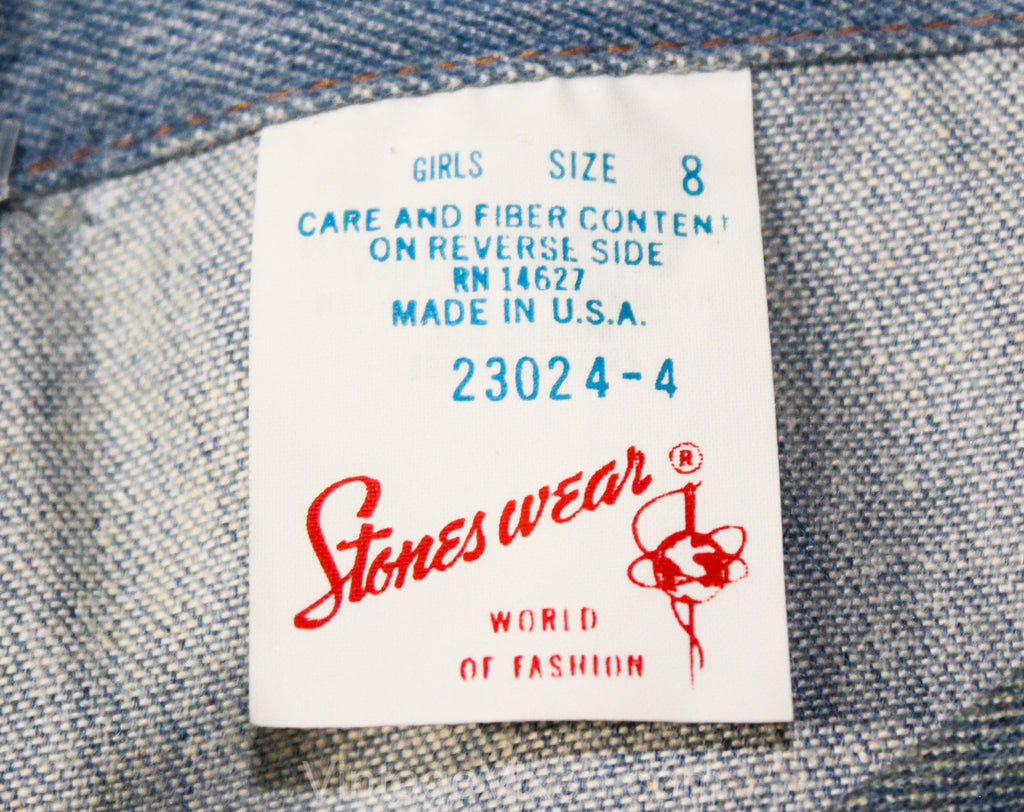 GIRLS SIZE 8
CARE AND FIBER CONTENT
ON REVERSE SIDE
RN 14627
MADE IN U.S.A.
23024-4
Stoneswear ®
WORLD
OF FASHION